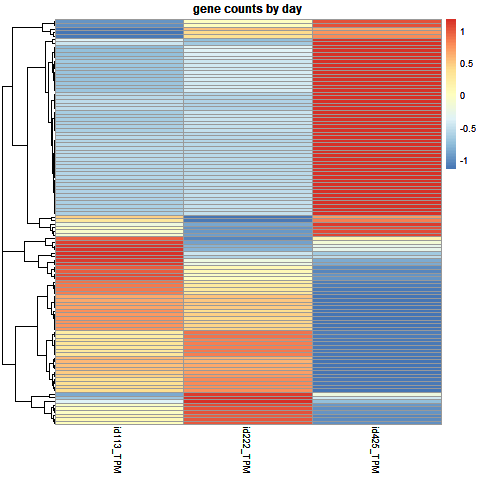 gene counts by day
1
0.5
0
-0.5
-1
id113_TPM
id222_TPM
id425_TPM